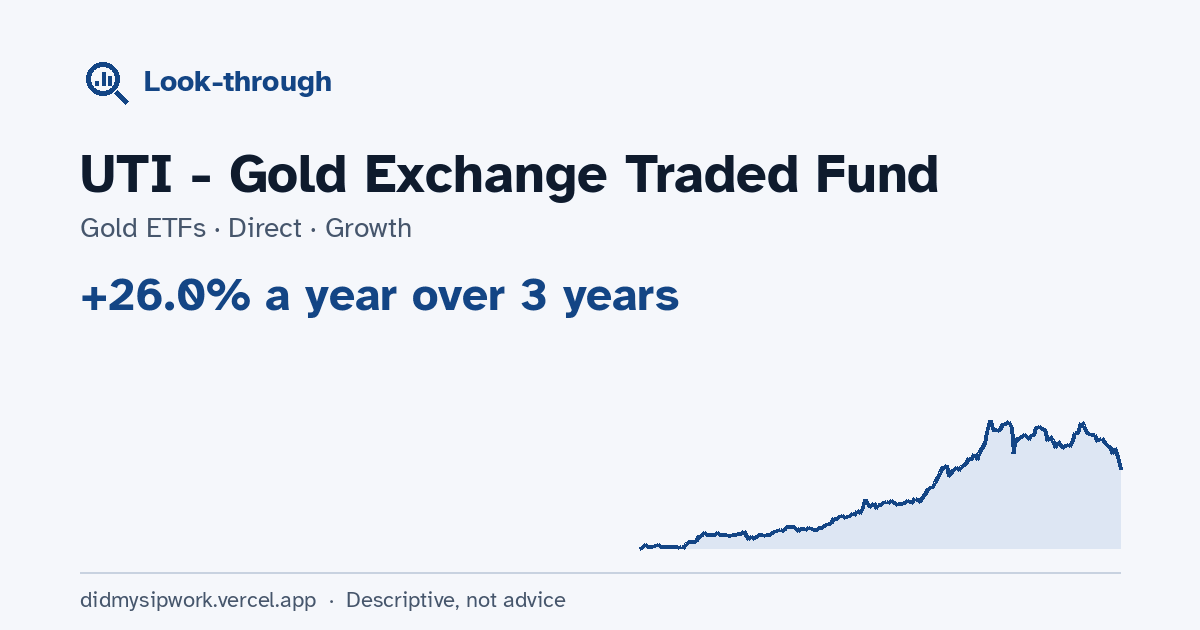 Look-through
UTI - Gold Exchange Traded Fund
Gold ETFs · Direct · Growth
+26.0% a year over 3 years
didmysipwork.vercel.app · Descriptive, not advice